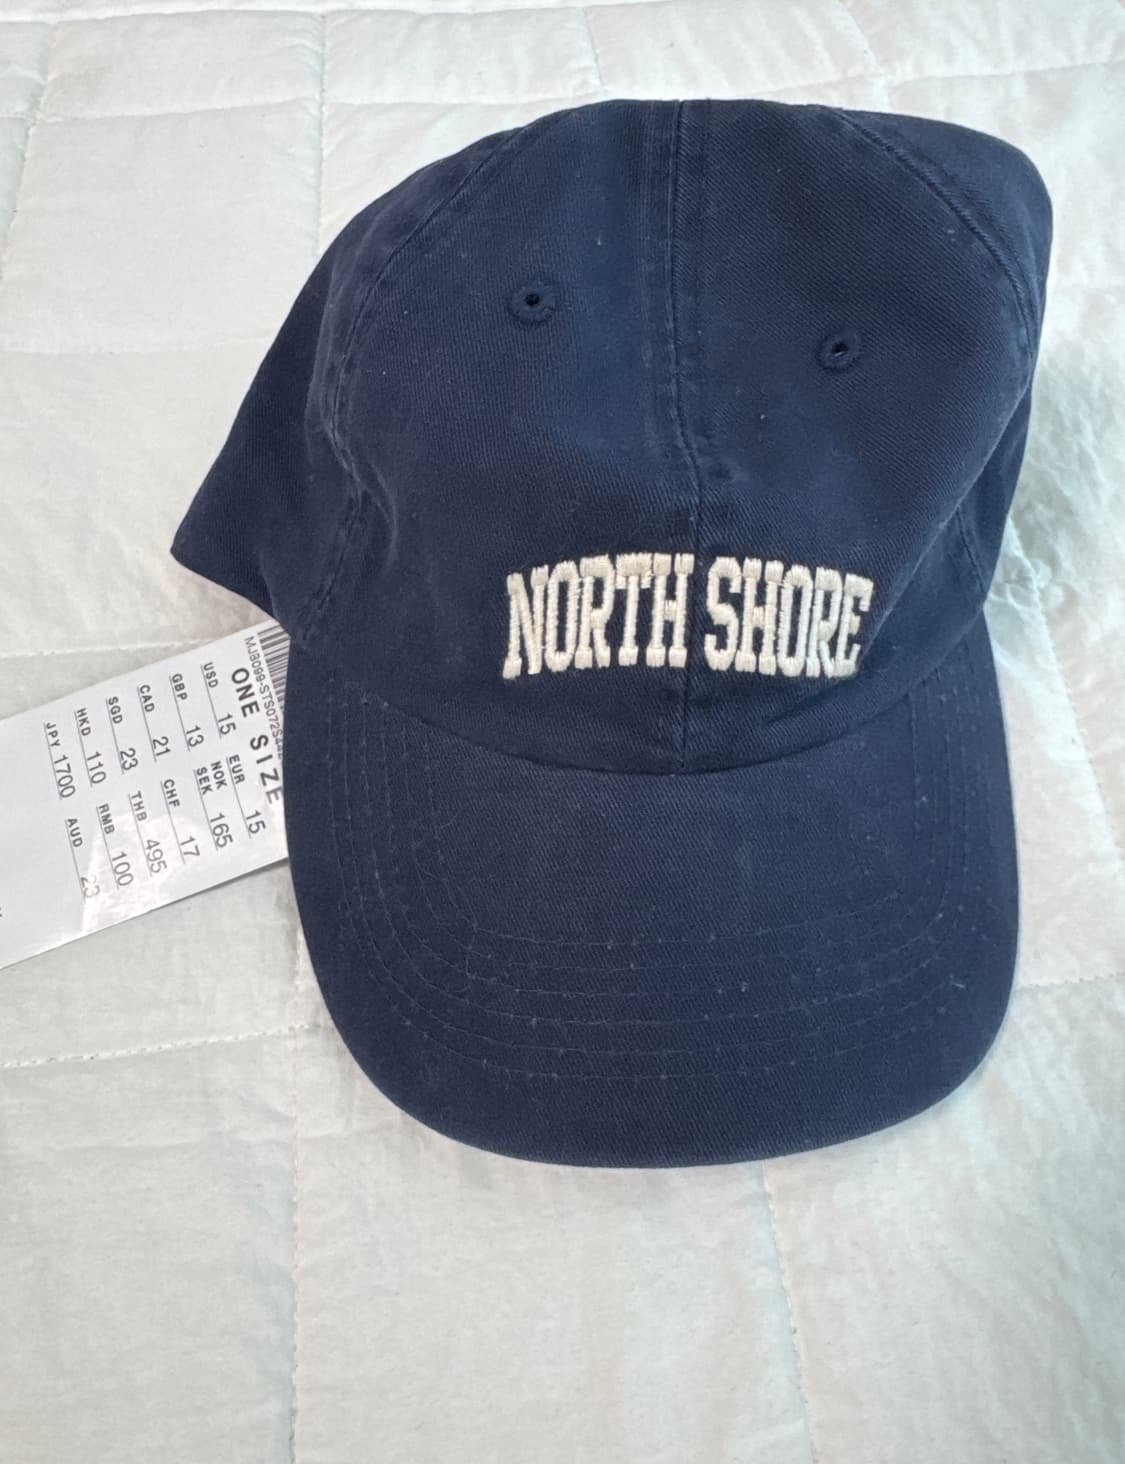 NORTH SHORE
ONE SIZE
USD 15 EUR 15
GBP 13 NOK SEK 165
CAD 21 CHF 17
SGD 23 THB 495
HKD 110 RMB 100
JPY 1700 AUD 23